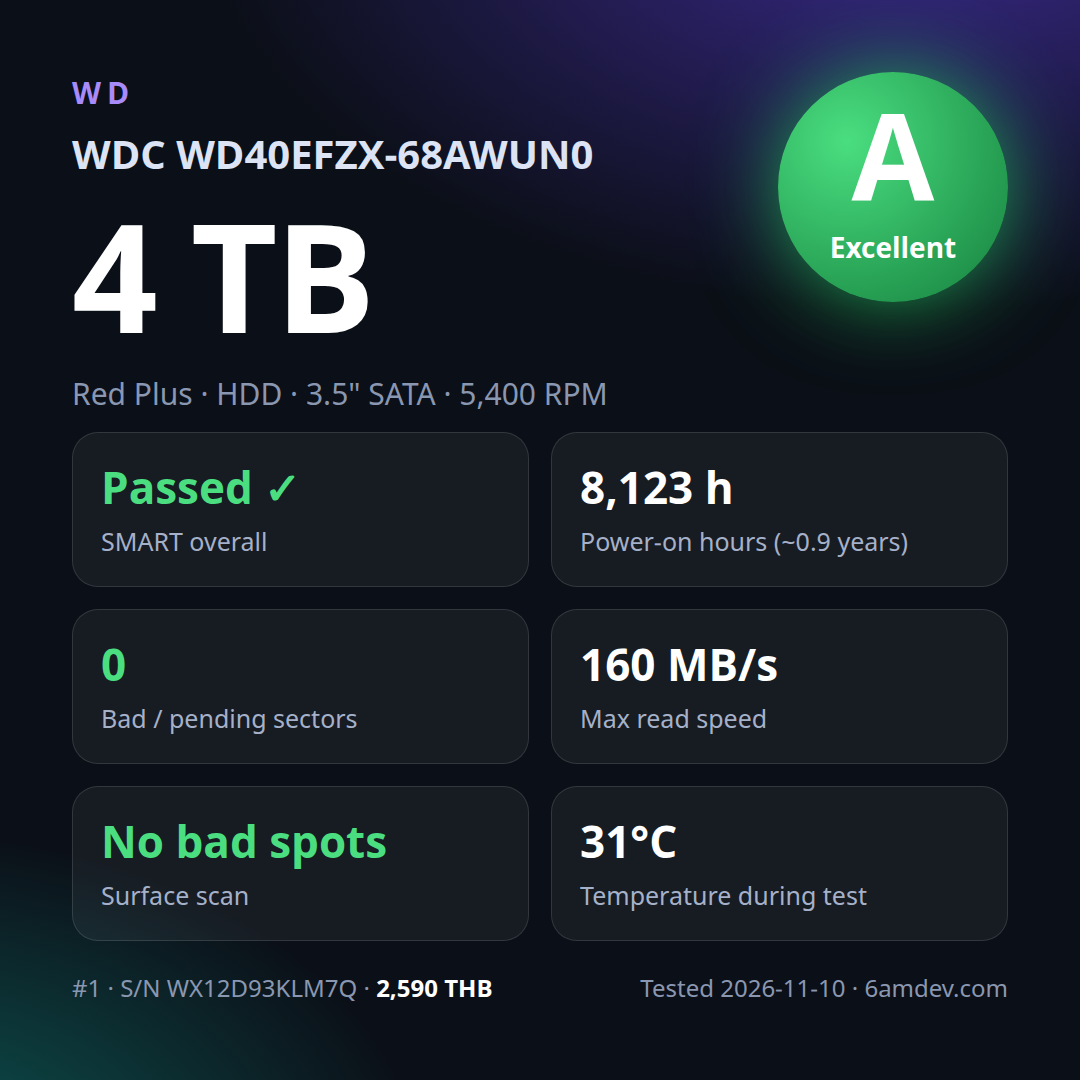 WD
WDC WD40EFZX-68AWUN0
4 TB
A
Excellent
Red Plus · HDD · 3.5" SATA · 5,400 RPM
Passed ✓
SMART overall
8,123 h
Power-on hours (~0.9 years)
0
Bad / pending sectors
160 MB/s
Max read speed
No bad spots
Surface scan
31°C
Temperature during test
#1 · S/N WX12D93KLM7Q · 2,590 THB
Tested 2026-11-10 · 6amdev.com